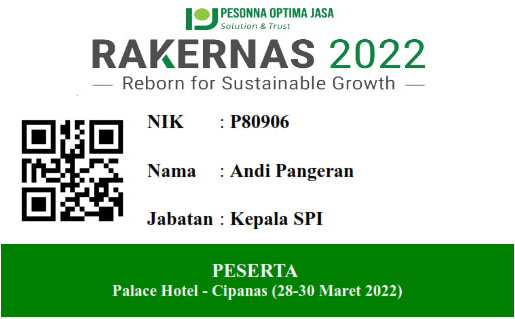 PESONNA OPTIMA JASA
Solution & Trust
RAKERNAS 2022
— Reborn for Sustainable Growth —
NIK : P80906
Nama : Andi Pangeran
Jabatan : Kepala SPI
PESERTA
Palace Hotel - Cipanas (28-30 Maret 2022)